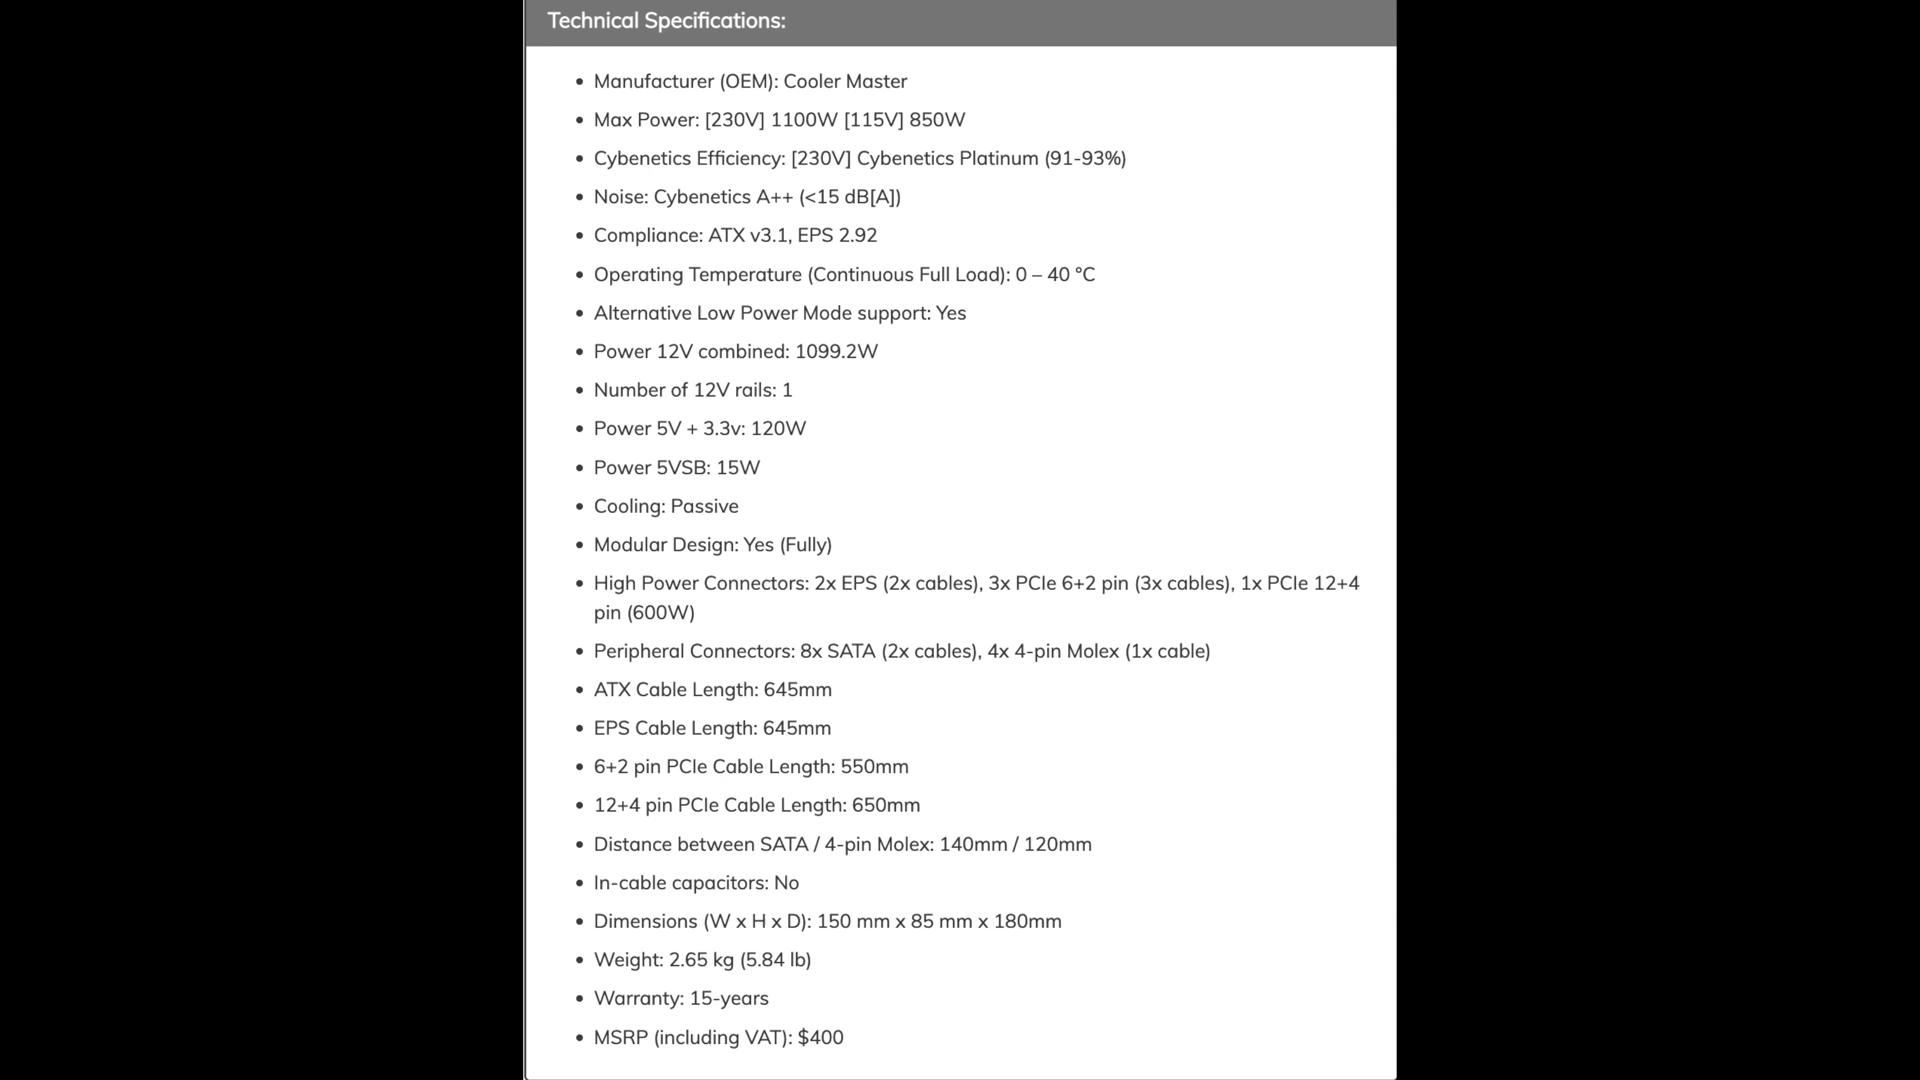 Technical Specifications:
Manufacturer (OEM): Cooler Master
Max Power: [230V] 1100W [115V] 850W
Cybenetics Efficiency: [230V] Cybenetics Platinum (91-93%)
Noise: Cybenetics A++ (<15 dB[A])
Compliance: ATX v3.1, EPS 2.92
Operating Temperature (Continuous Full Load): 0 – 40 °C
Alternative Low Power Mode support: Yes
Power 12V combined: 1099.2W
Number of 12V rails: 1
Power 5V + 3.3v: 120W
Power 5VSB: 15W
Cooling: Passive
Modular Design: Yes (Fully)
High Power Connectors: 2x EPS (2x cables), 3x PCIe 6+2 pin (3x cables), 1x PCIe 12+4
pin (600W)
Peripheral Connectors: 8x SATA (2x cables), 4x 4-pin Molex (1x cable)
ATX Cable Length: 645mm
EPS Cable Length: 645mm
6+2 pin PCIe Cable Length: 550mm
12+4 pin PCIe Cable Length: 650mm
Distance between SATA / 4-pin Molex: 140mm / 120mm
In-cable capacitors: No
Dimensions (W x H x D): 150 mm x 85 mm x 180mm
Weight: 2.65 kg (5.84 lb)
Warranty: 15-years
MSRP (including VAT): $400